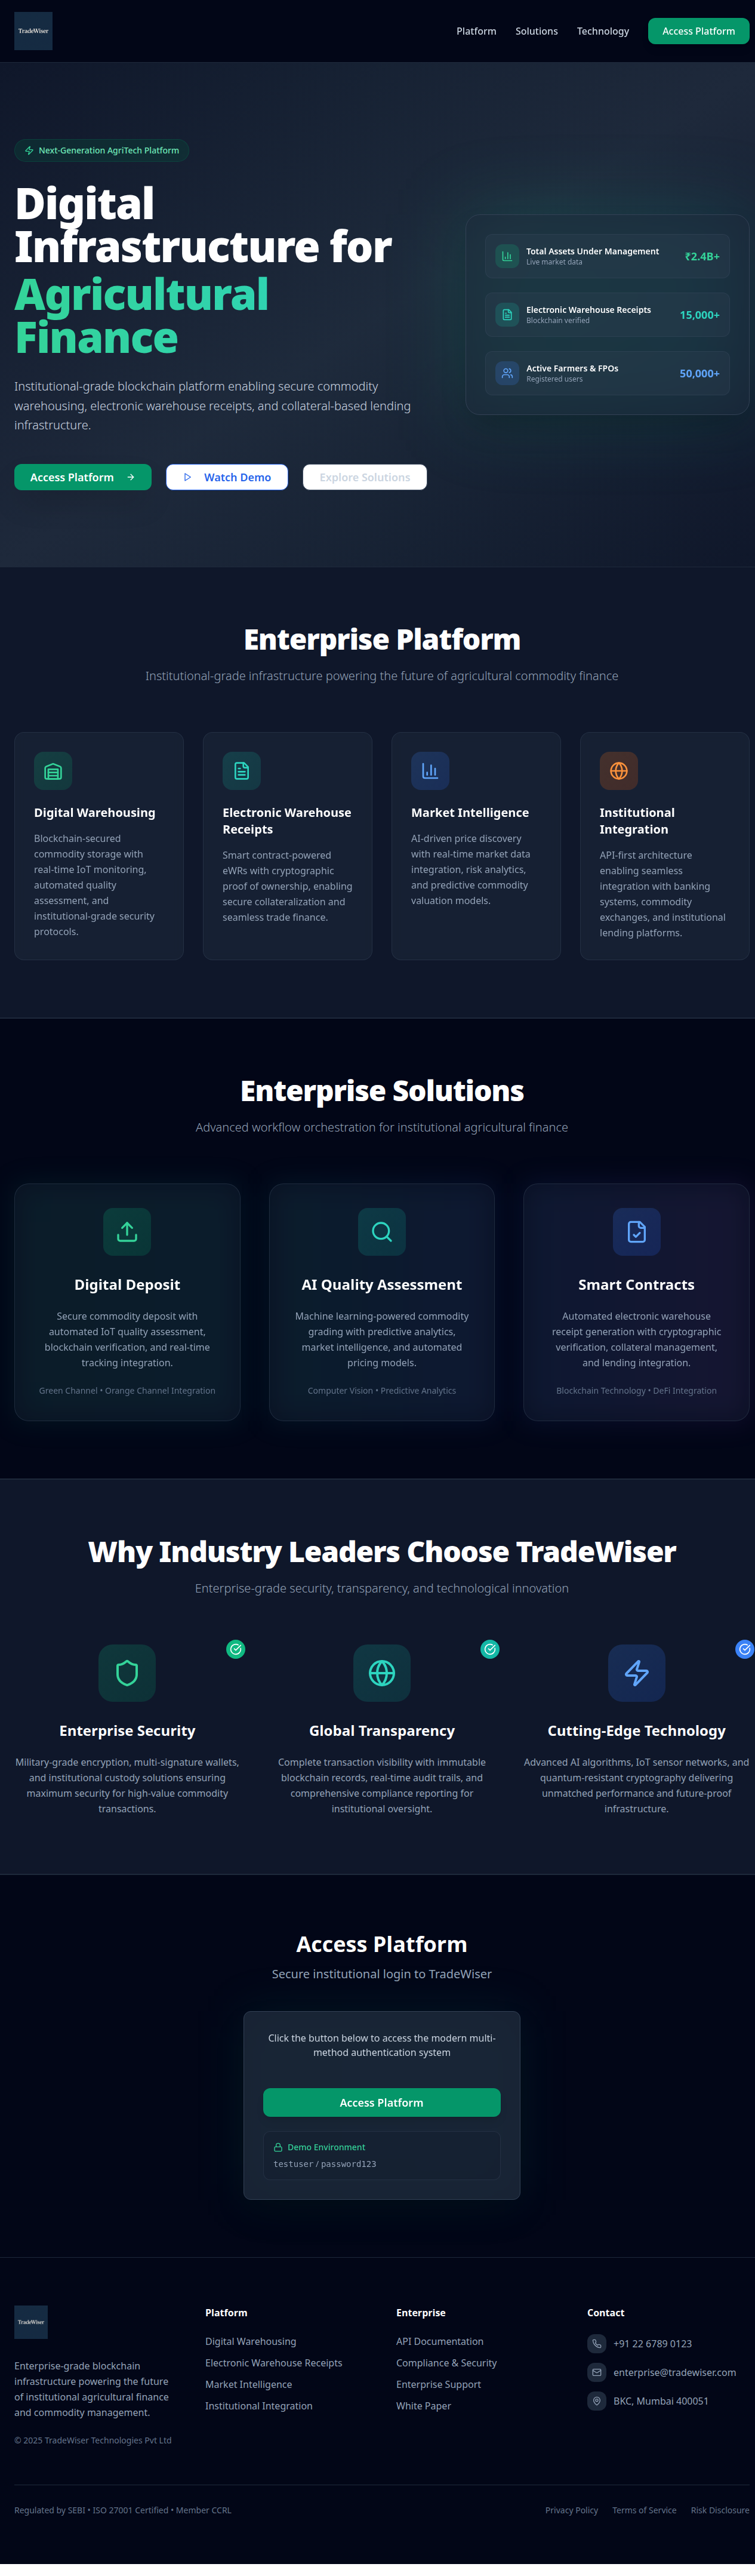 TradeWiser
Platform
Solutions
Technology
Access Platform
Next-Generation AgriTech Platform
Digital
Infrastructure for
Agricultural
Finance
Institutional-grade blockchain platform enabling secure commodity
warehousing, electronic warehouse receipts, and collateral-based lending
infrastructure.
Access Platform
Watch Demo
Explore Solutions
Total Assets Under Management
Live market data
₹2.4B+
Electronic Warehouse Receipts
Blockchain verified
15,000+
Active Farmers & FPOs
Registered users
50,000+
Enterprise Platform
Institutional-grade infrastructure powering the future of agricultural commodity finance
Digital Warehousing
Blockchain-secured
commodity storage with
real-time IoT monitoring,
automated quality
assessment, and
institutional-grade security
protocols.
Electronic Warehouse
Receipts
Smart contract-powered
eWRs with cryptographic
proof of ownership, enabling
secure collateralization and
seamless trade finance.
Market Intelligence
AI-driven price discovery
with real-time market data
integration, risk analytics,
and predictive commodity
valuation models.
Institutional
Integration
API-first architecture
enabling seamless
integration with banking
systems, commodity
exchanges, and institutional
lending platforms.
Enterprise Solutions
Advanced workflow orchestration for institutional agricultural finance
Digital Deposit
Secure commodity deposit with
automated IoT quality assessment,
blockchain verification, and real-time
tracking integration.
Green Channel • Orange Channel Integration
AI Quality Assessment
Machine learning-powered commodity
grading with predictive analytics,
market intelligence, and automated
pricing models.
Computer Vision • Predictive Analytics
Smart Contracts
Automated electronic warehouse
receipt generation with cryptographic
verification, collateral management,
and lending integration.
Blockchain Technology • DeFi Integration
Why Industry Leaders Choose TradeWiser
Enterprise-grade security, transparency, and technological innovation
Enterprise Security
Military-grade encryption, multi-signature wallets,
and institutional custody solutions ensuring
maximum security for high-value commodity
transactions.
Global Transparency
Complete transaction visibility with immutable
blockchain records, real-time audit trails, and
comprehensive compliance reporting for
institutional oversight.
Cutting-Edge Technology
Advanced AI algorithms, IoT sensor networks, and
quantum-resistant cryptography delivering
unmatched performance and future-proof
infrastructure.
Access Platform
Secure institutional login to TradeWiser
Click the button below to access the modern multi-
method authentication system
Access Platform
Demo Environment
testuser / password123
TradeWiser
Enterprise-grade blockchain
infrastructure powering the future
of institutional agricultural finance
and commodity management.
© 2025 TradeWiser Technologies Pvt Ltd
Platform
Digital Warehousing
Electronic Warehouse Receipts
Market Intelligence
Institutional Integration
Enterprise
API Documentation
Compliance & Security
Enterprise Support
White Paper
Contact
+91 22 6789 0123
enterprise@tradewiser.com
BKC, Mumbai 400051
Regulated by SEBI • ISO 27001 Certified • Member CCRL
Privacy Policy
Terms of Service
Risk Disclosure